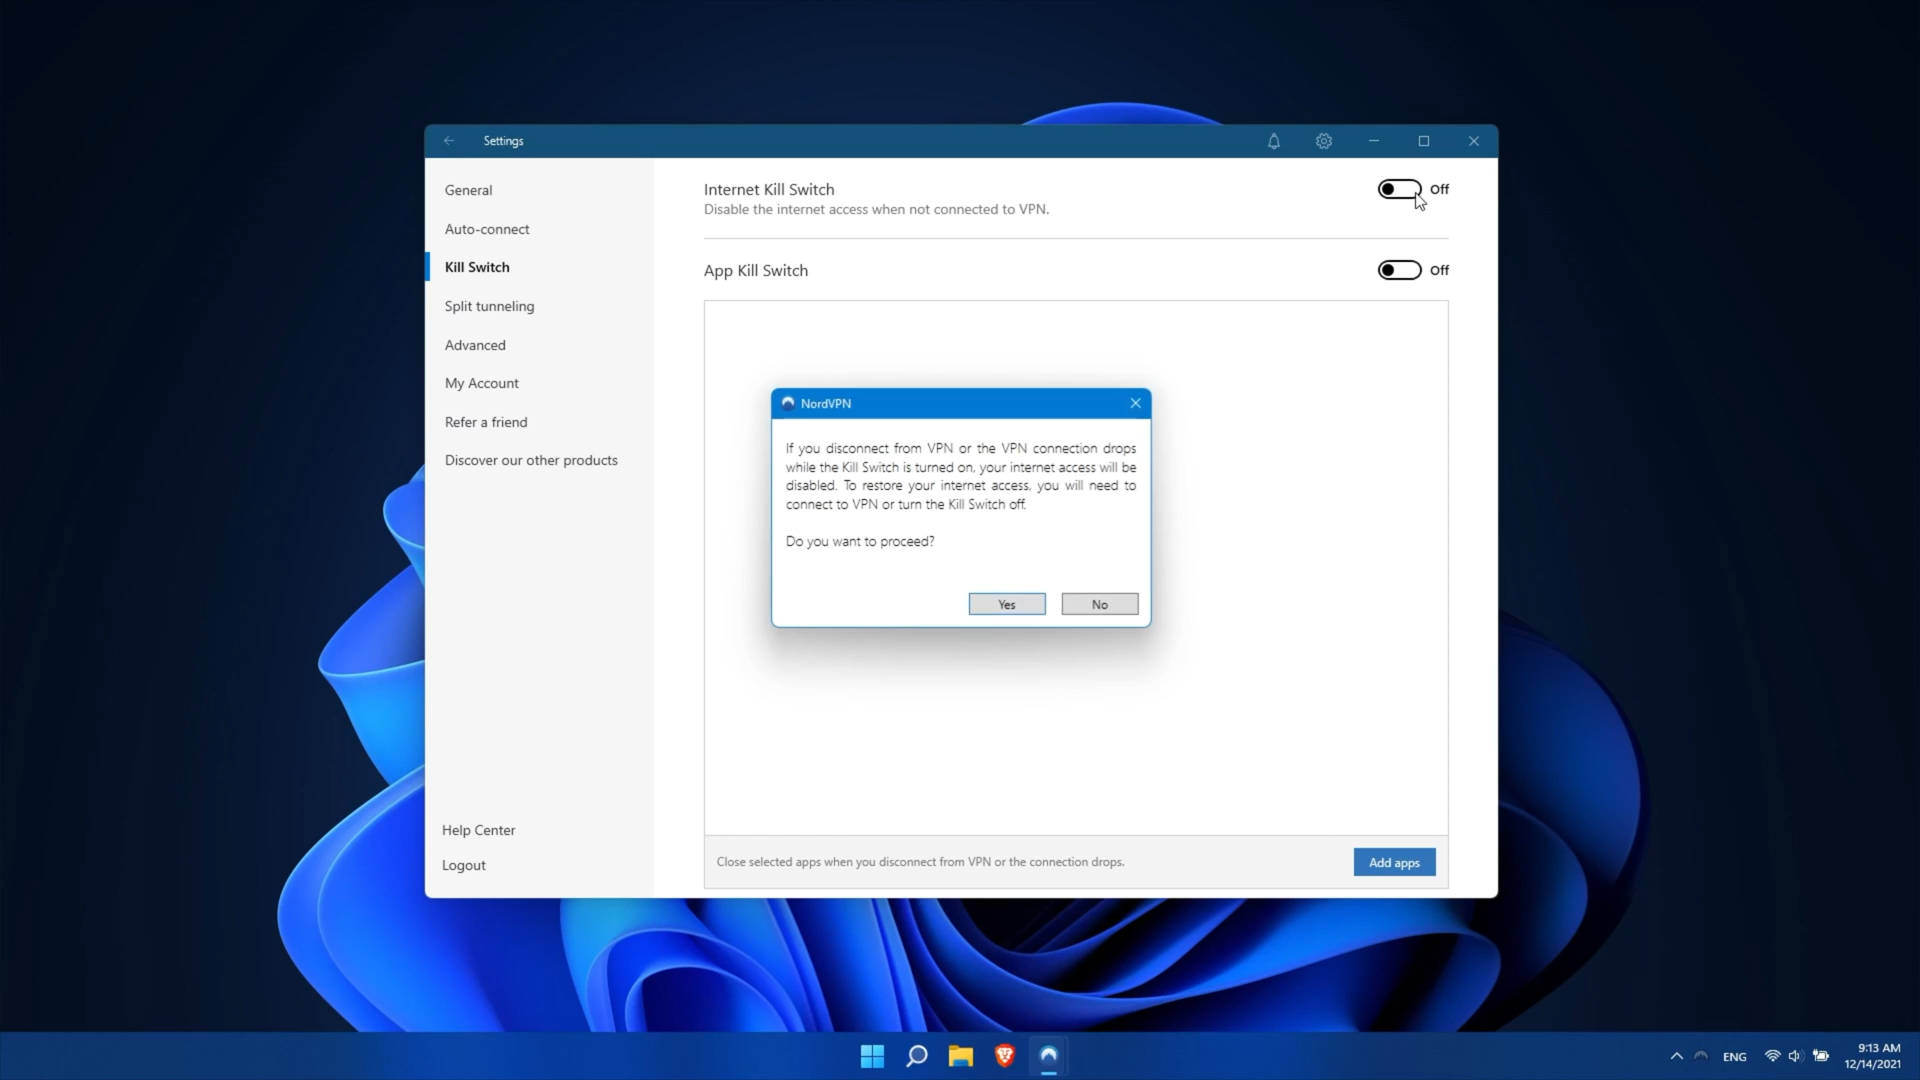 Settings
General
Auto-connect
Kill Switch
Split tunneling
Advanced
My Account
Refer a friend
Discover our other products
Help Center
Logout
Internet Kill Switch
Off
Disable the internet access when not connected to VPN.
App Kill Switch
Off
NordVPN
If you disconnect from VPN or the VPN connection drops
while the Kill Switch is turned on, your internet access will be
disabled. To restore your internet access, you will need to
connect to VPN or turn the Kill Switch off.
Do you want to proceed?
Yes
No
Close selected apps when you disconnect from VPN or the connection drops.
Add apps
ENG
9:13 AM
12/14/2021